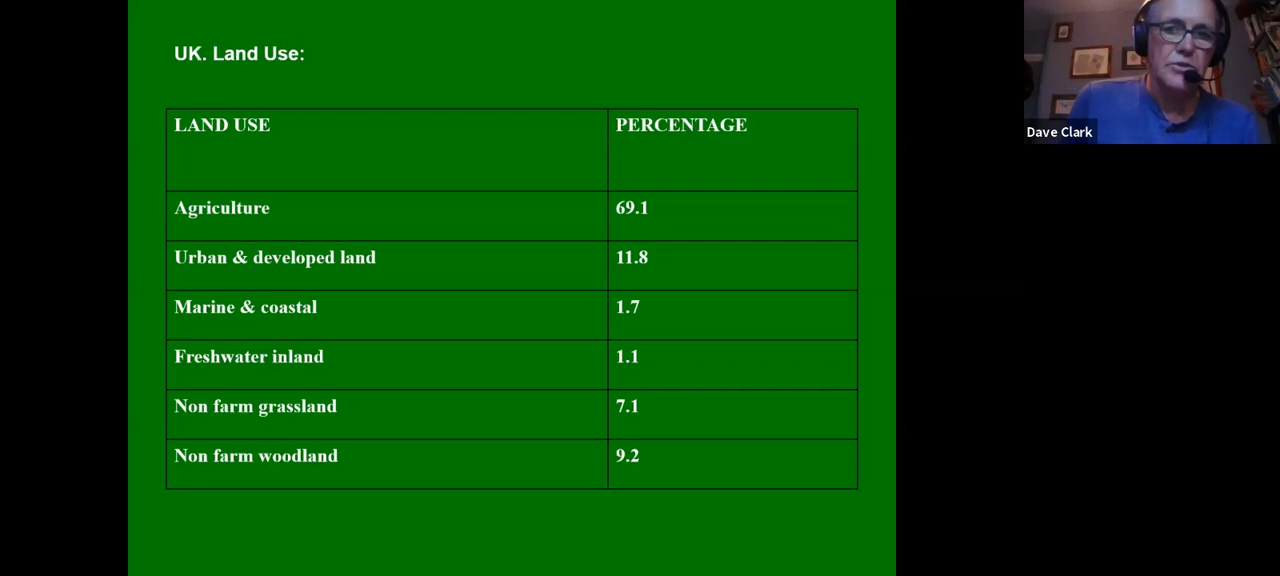 UK. Land Use:
LAND USE PERCENTAGE
Agriculture 69.1
Urban & developed land 11.8
Marine & coastal 1.7
Freshwater inland 1.1
Non farm grassland 7.1
Non farm woodland 9.2
Dave Clark